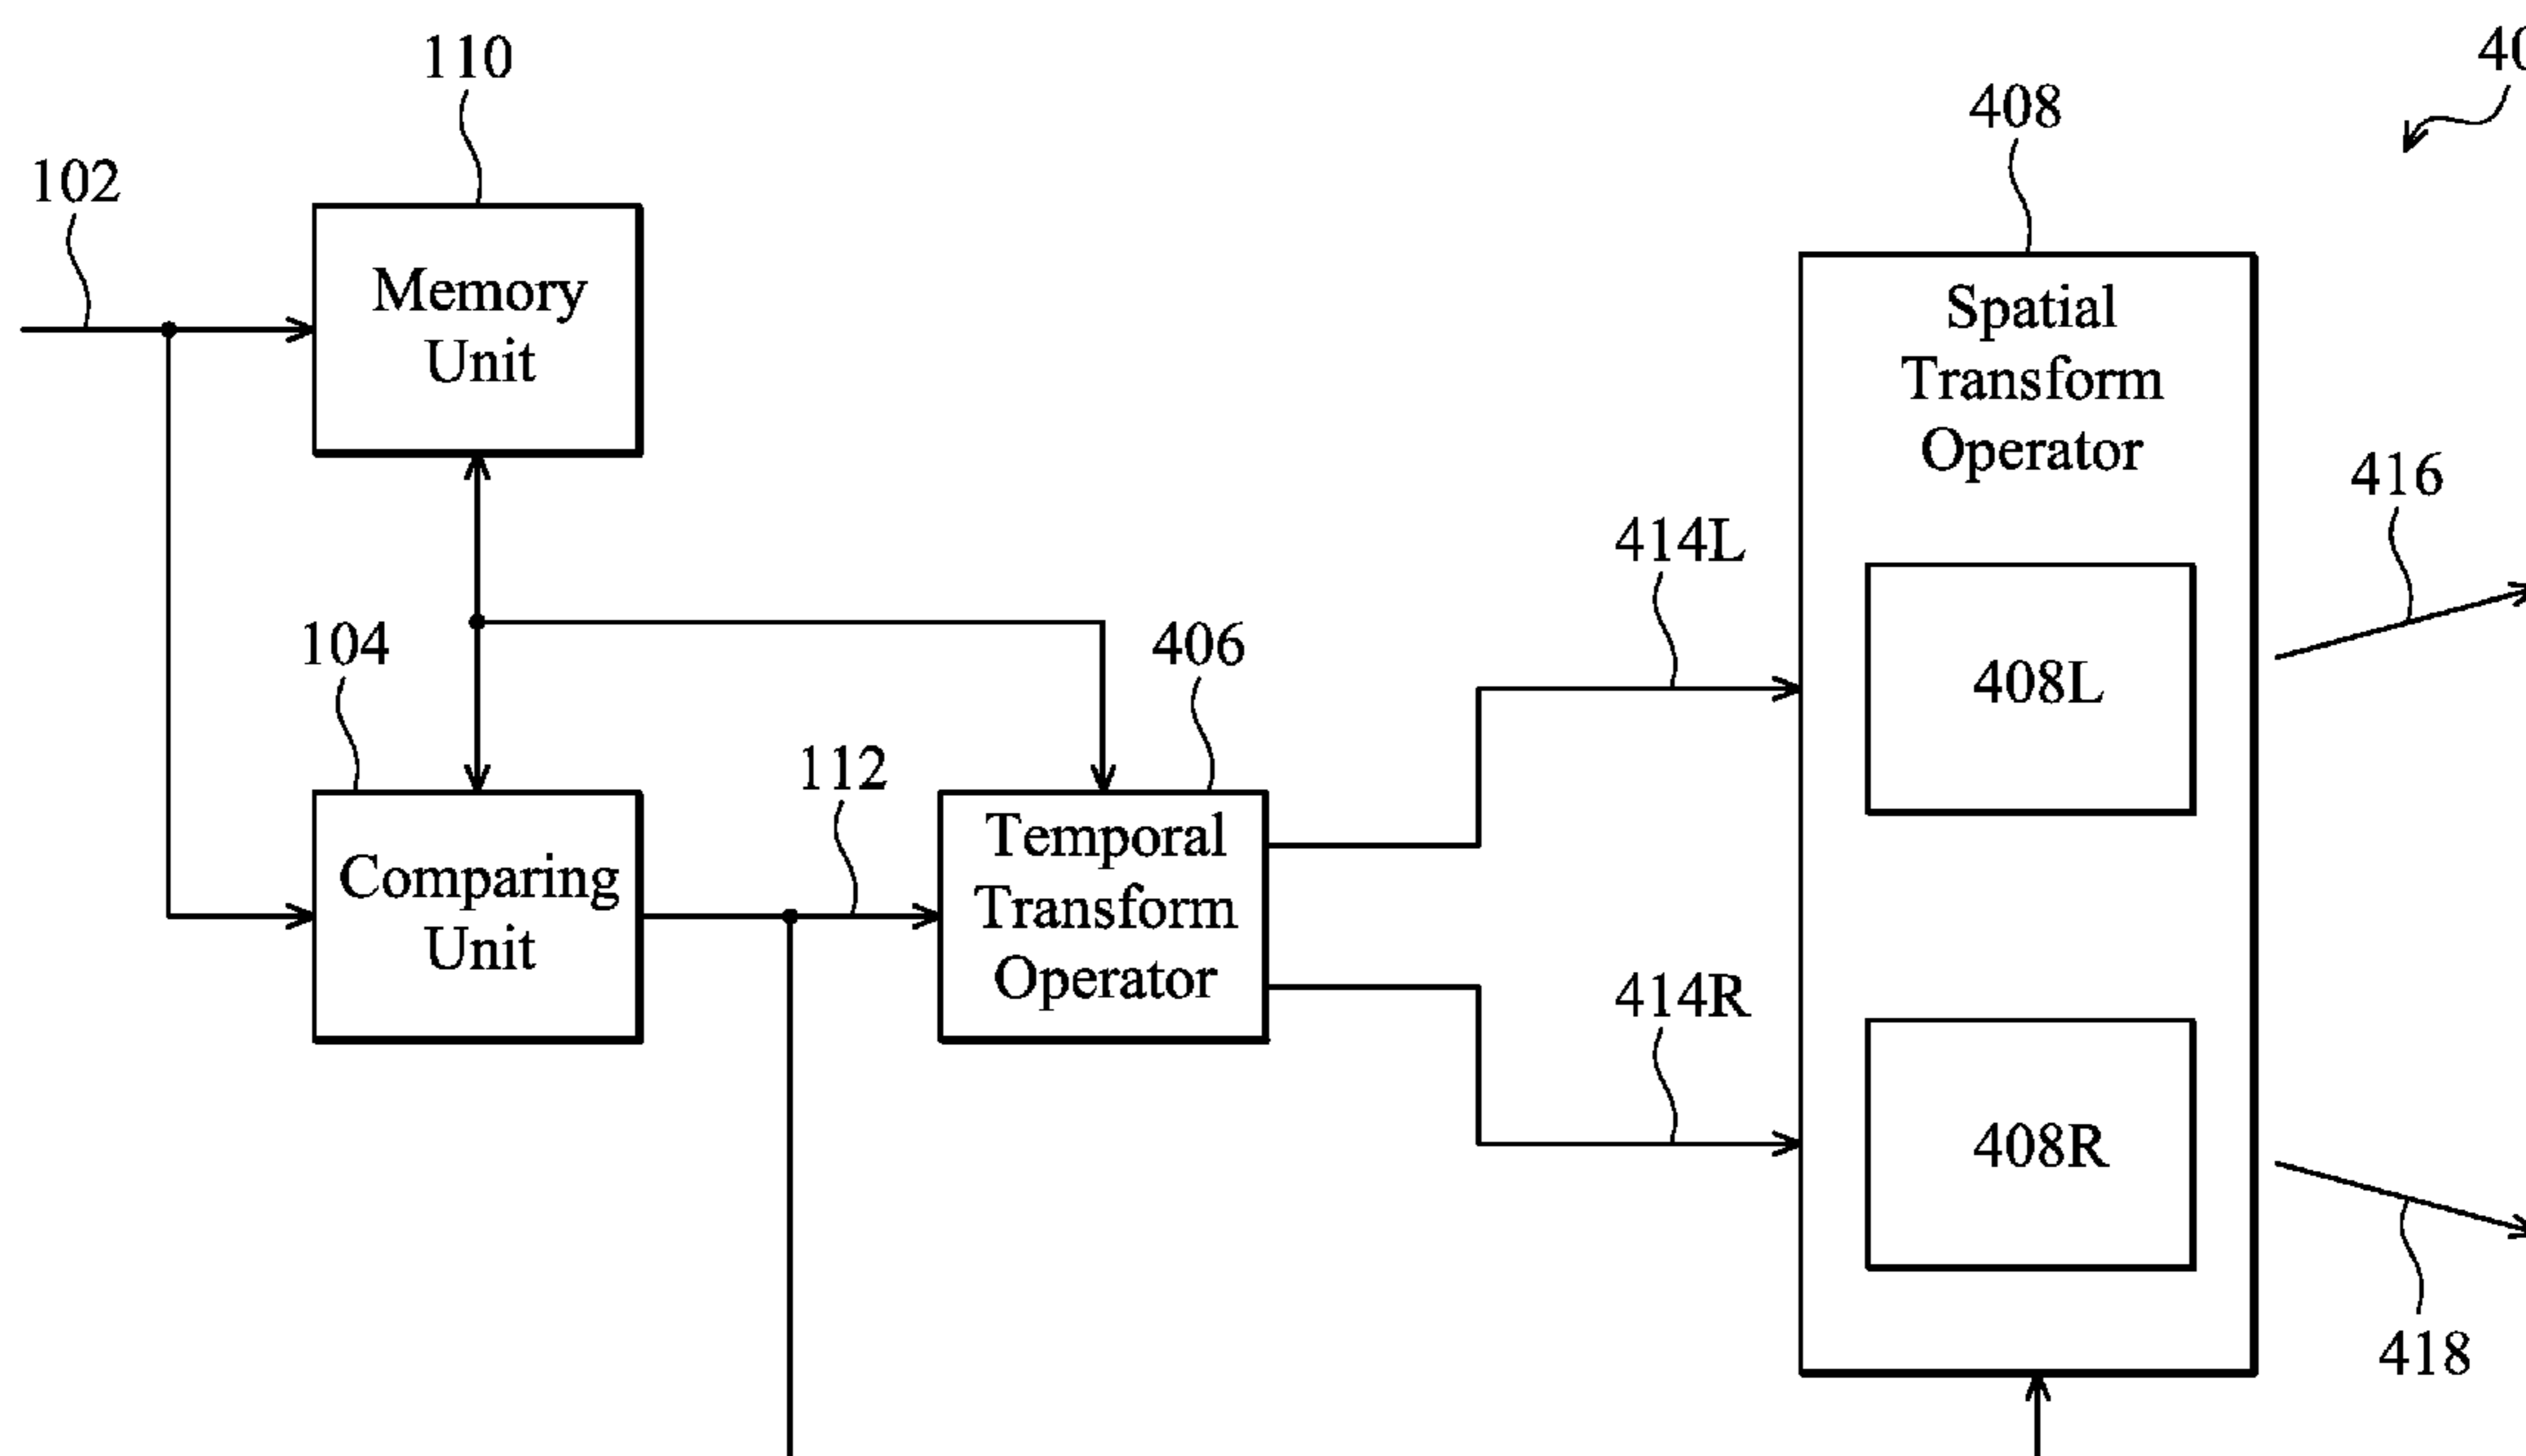 110
40
408
102
Memory
Unit
Spatial
Transform
Operator
416
414L
104
406
408L
112
Temporal
Transform
Operator
Comparing
Unit
414R
408R
418